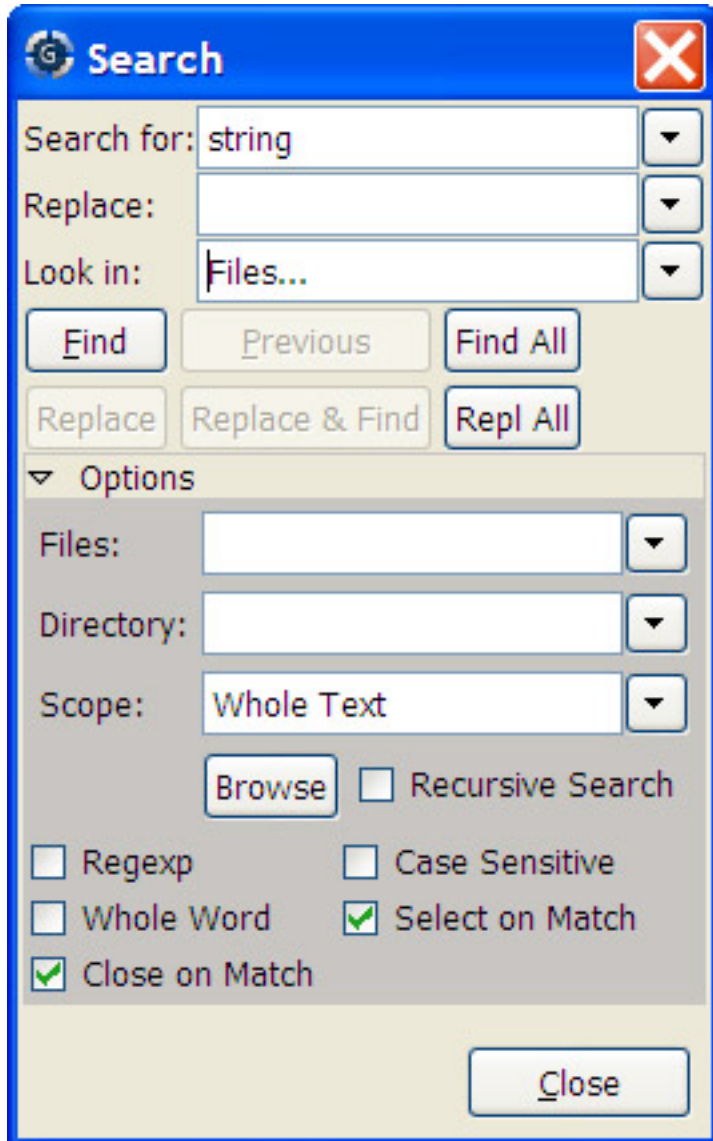 Search
Search for: string
Replace:
Look in: Files...
Find Previous Find All
Replace Replace & Find Repl All
Options
Files:
Directory:
Scope: Whole Text
Browse Recursive Search
Regexp Case Sensitive
Whole Word Select on Match
Close on Match
Close